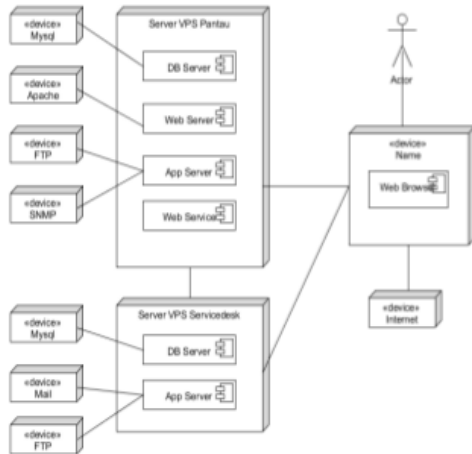 «device»
Mysql
«device»
Apache
«device»
FTP
«device»
SNMP
Server VPS Pantau
DB Server
Web Server
App Server
Web Service
Actor
«device»
Name
Web Browser
«device»
Internet
«device»
Mysql
«device»
Mail
«device»
FTP
Server VPS Servicedesk
DB Server
App Server